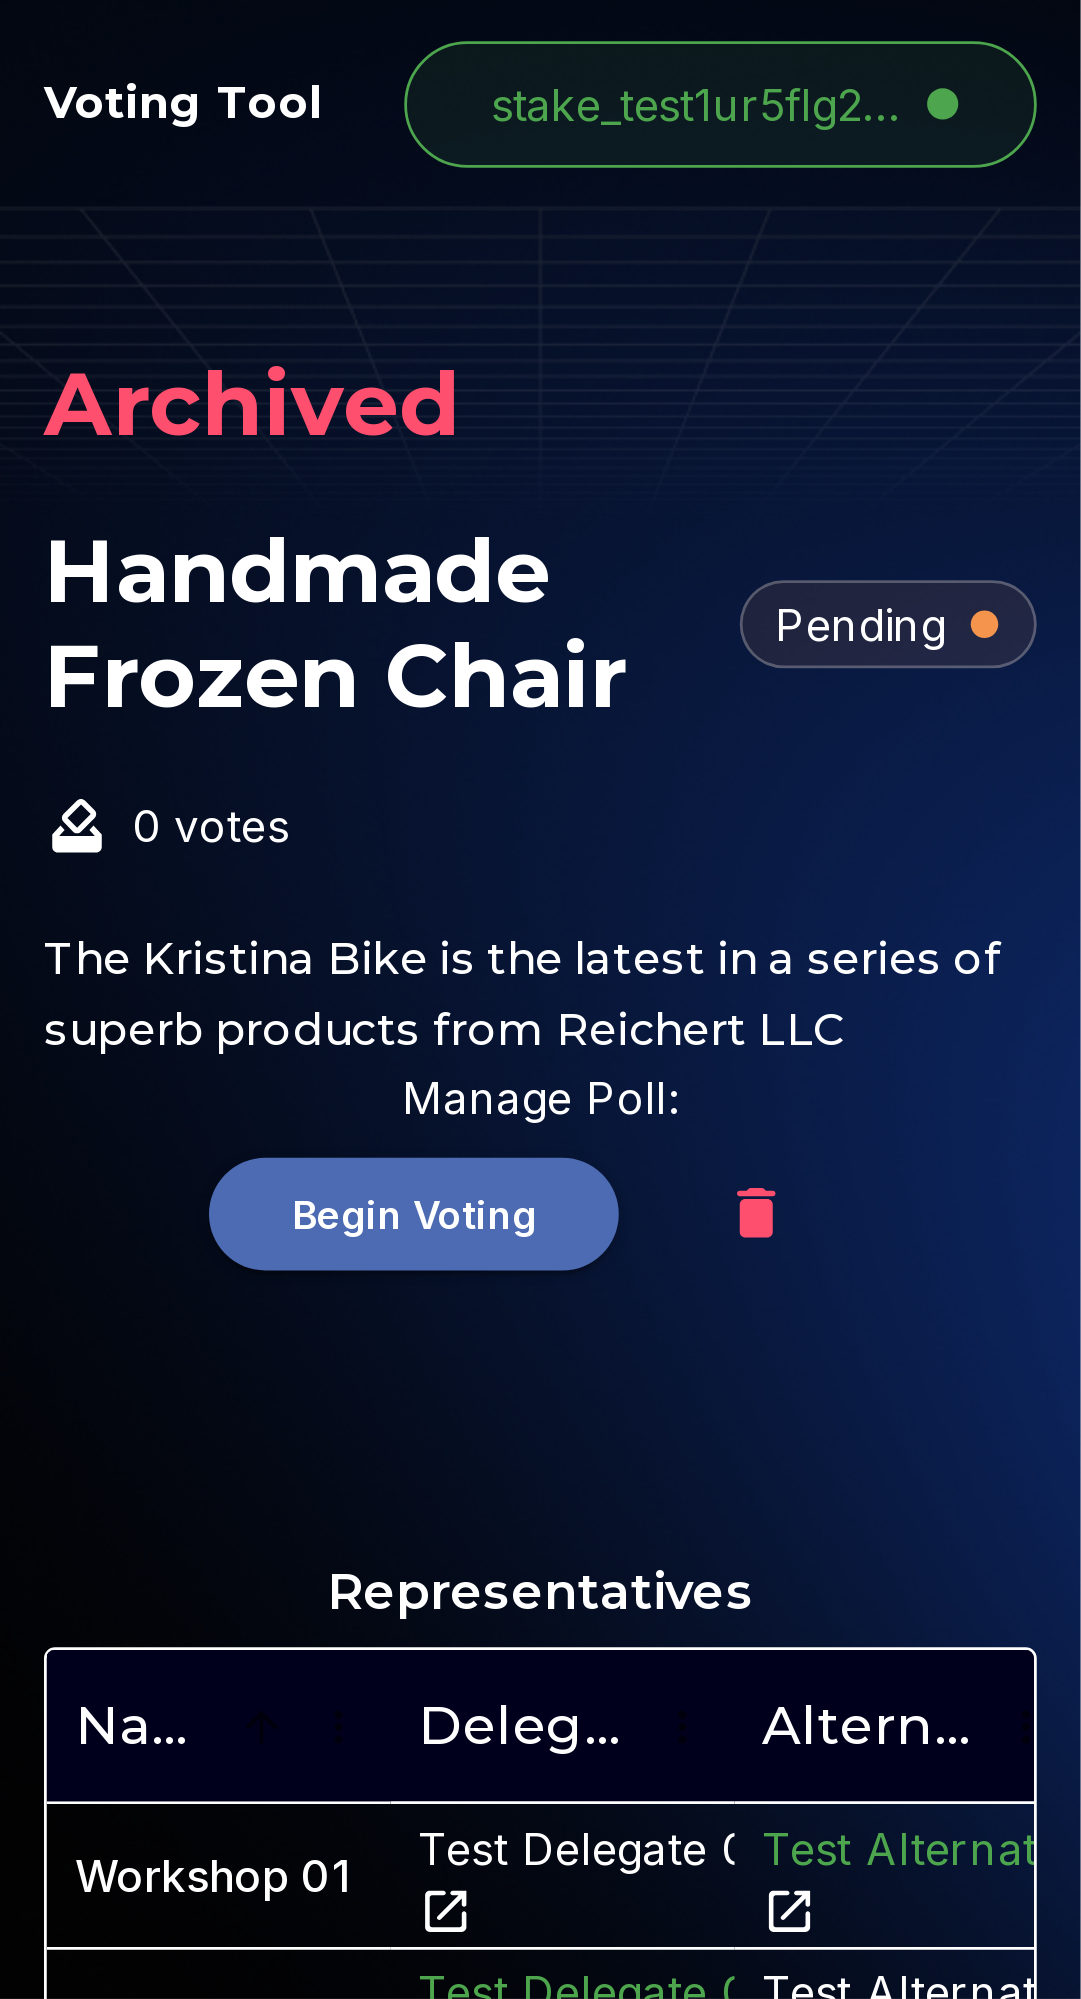 Voting Tool
stake_test1ur5flg2...
Archived
Handmade
Frozen Chair
Pending
0 votes
The Kristina Bike is the latest in a series of
superb products from Reichert LLC
Manage Poll:
Begin Voting
Representatives
Na... Deleg... Altern...
Workshop 01
Test Delegate
Test Alternat
Test Delegate
Test Alternat